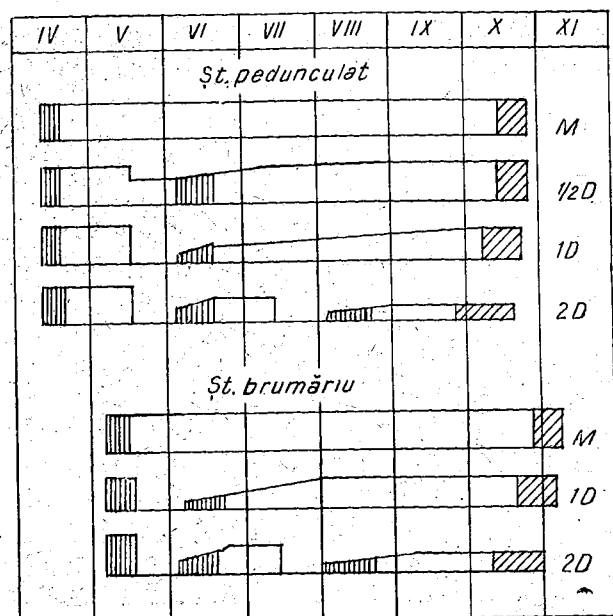 IV V VI VII VIII IX X XI
Șt. pedunculat
M
1/2D
1D
2D
Șt. brumăriu
M
1D
2D